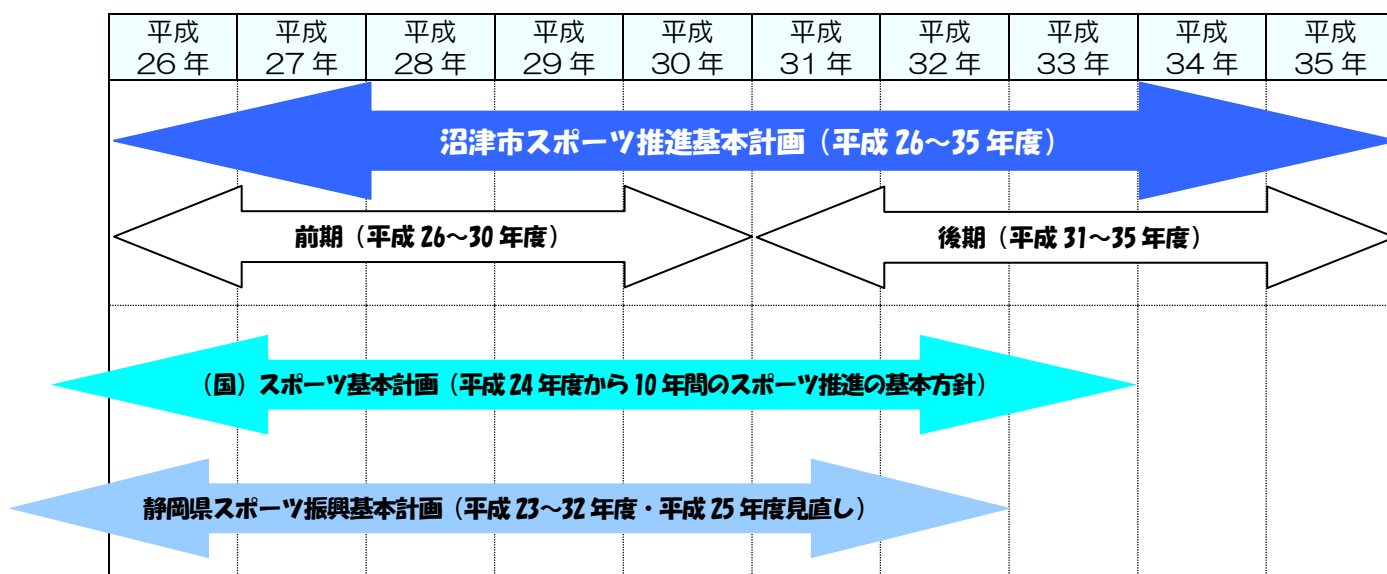 平成 平成 平成 平成 平成 平成 平成 平成 平成 平成
26年 27年 28年 29年 30年 31年 32年 33年 34年 35年
沼津市スポーツ推進基本計画（平成26～35年度）
前期（平成26～30年度） 後期（平成31～35年度）
（国）スポーツ基本計画（平成24年度から10年間のスポーツ推進の基本方針）
静岡県スポーツ振興基本計画（平成23～32年度・平成25年度見直し）